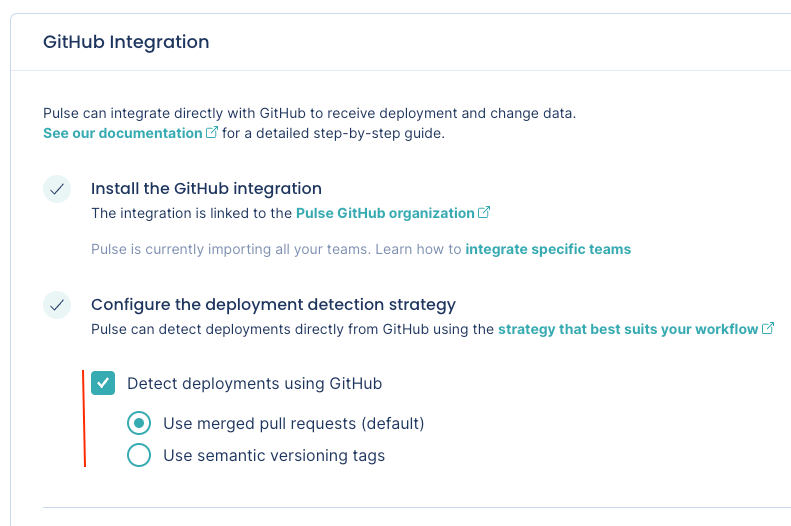 GitHub Integration
Pulse can integrate directly with GitHub to receive deployment and change data.
See our documentation for a detailed step-by-step guide.
Install the GitHub integration
The integration is linked to the Pulse GitHub organization
Pulse is currently importing all your teams. Learn how to integrate specific teams
Configure the deployment detection strategy
Pulse can detect deployments directly from GitHub using the strategy that best suits your workflow
Detect deployments using GitHub
Use merged pull requests (default)
Use semantic versioning tags